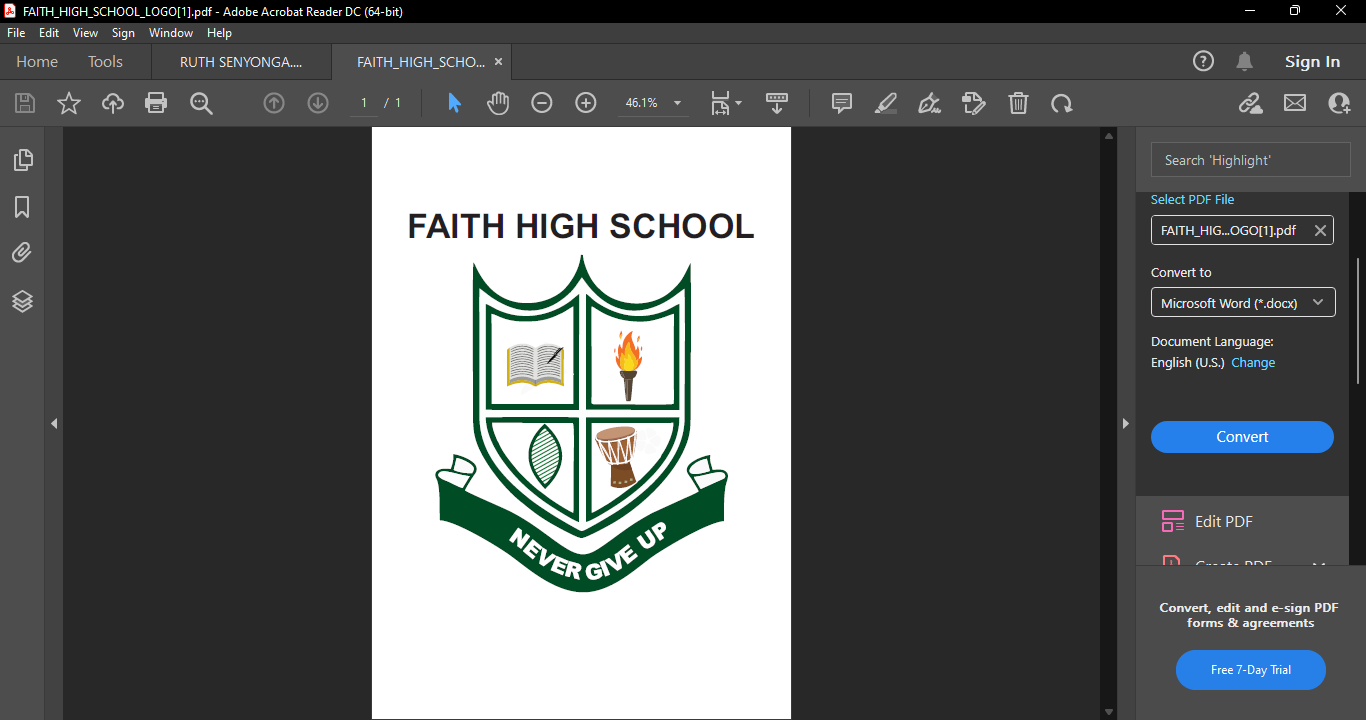 FAITH_HIGH_SCHOOL_LOGO[1].pdf - Adobe Acrobat Reader DC (64-bit)
File Edit View Sign Window Help
Home Tools RUTH SENYONGA.... FAITH_HIGH_SCHO... ×
Sign In
1 / 1 46.1%
Search 'Highlight'
Select PDF File
FAITH_HIG...OGO[1].pdf
Convert to
Microsoft Word (*.docx)
Document Language:
English (U.S.) Change
Convert
Edit PDF
Create PDF
Convert, edit and e-sign PDF
forms & agreements
Free 7-Day Trial
FAITH HIGH SCHOOL
NEVER GIVE UP